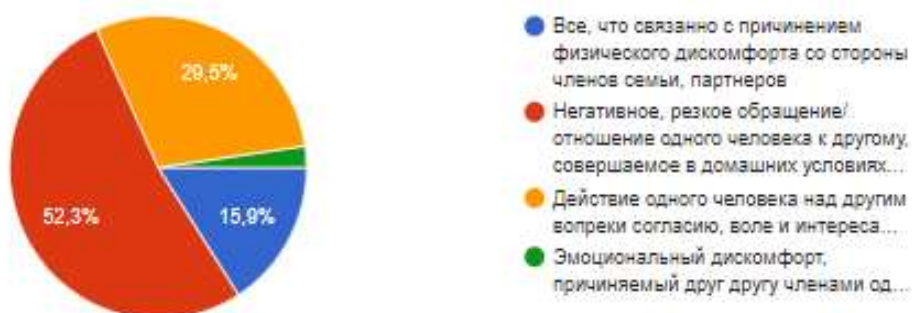 29,5%
52,3%
15,9%
Все, что связанно с причинением
физического дискомфорта со стороны
членов семьи, партнеров
Негативное, резкое обращение/
отношение одного человека к другому,
совершаемое в домашних условиях...
Действие одного человека над другим
вопреки согласию, воле и интереса...
Эмоциональный дискомфорт,
причиняемый друг другу членами од...